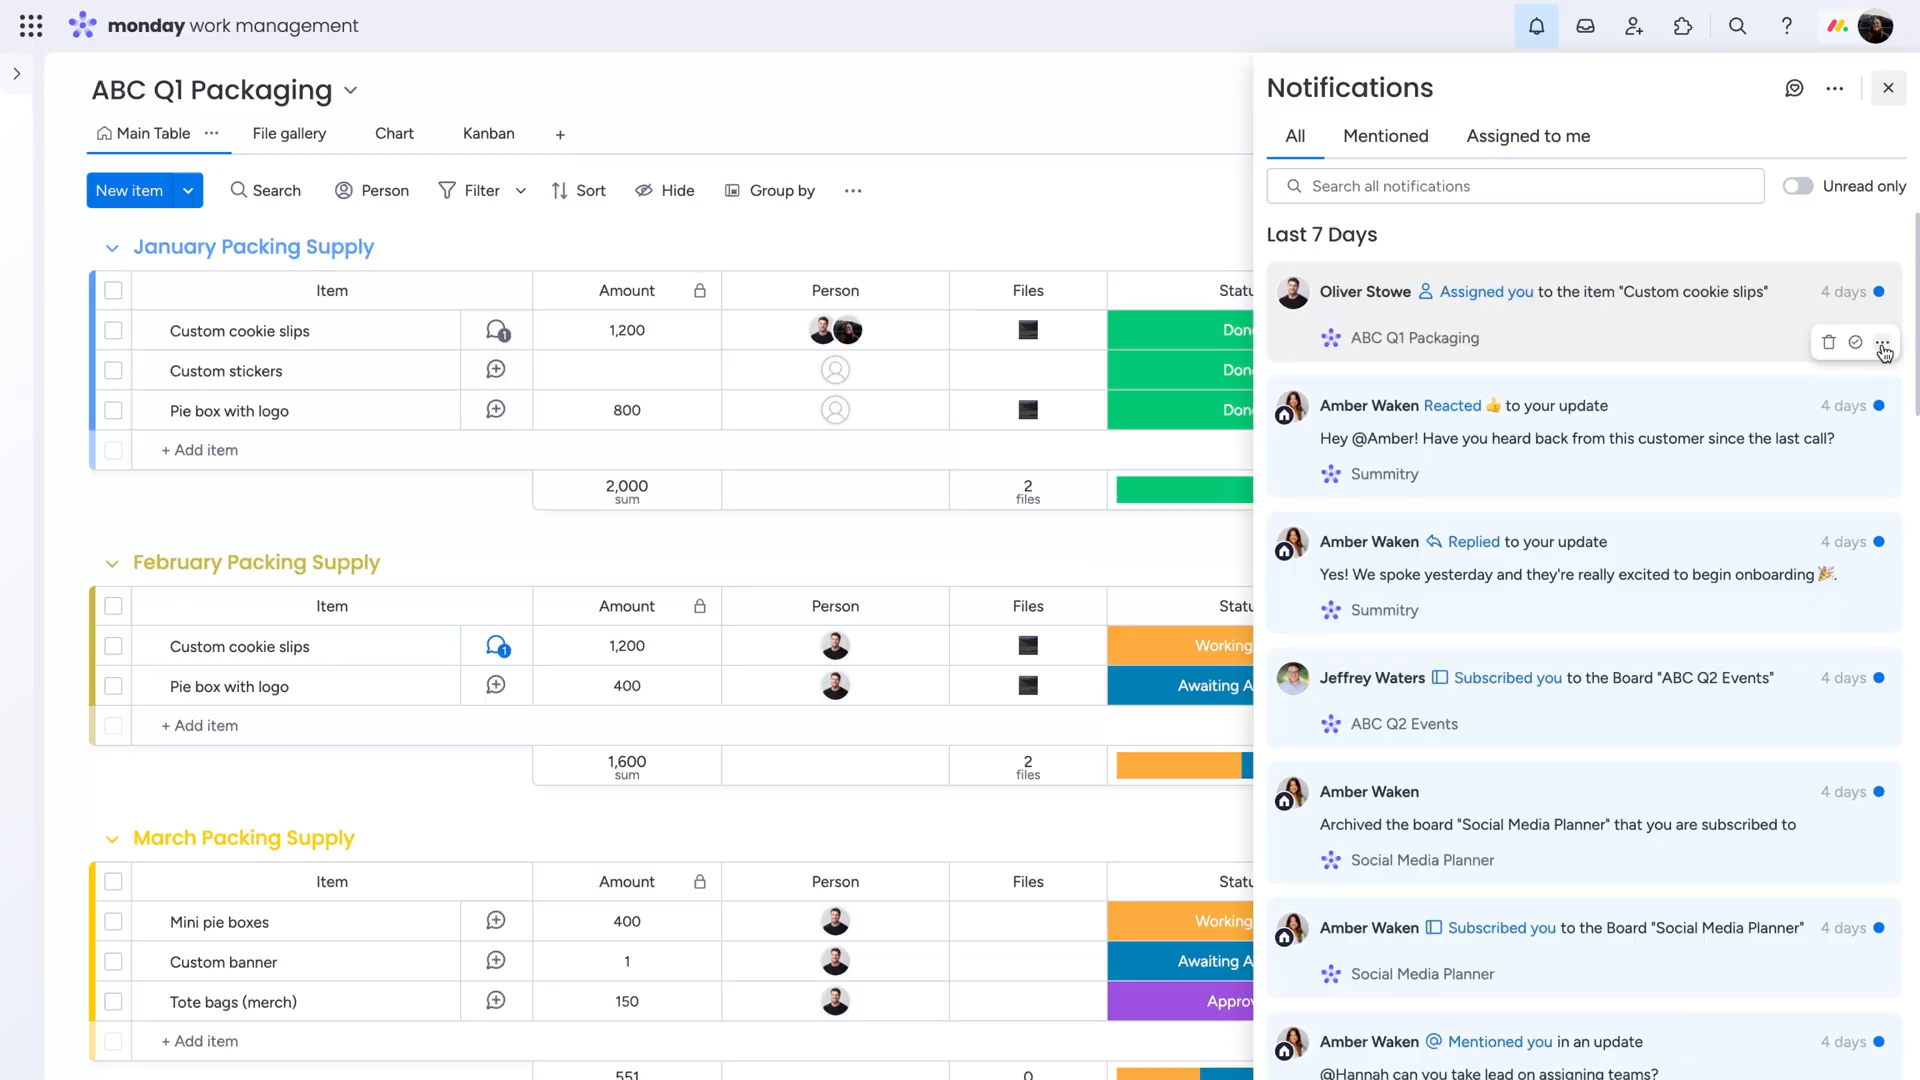 monday work management
ABC Q1 Packaging
Main Table
File gallery
Chart
Kanban
New item
Search
Person
Filter
Sort
Hide
Group by
January Packing Supply
Item Amount Person Files Statu
Custom cookie slips 1 1,200 Done
Custom stickers Done
Pie box with logo 800 Done
+ Add item
2,000 2
sum files
February Packing Supply
Item Amount Person Files Statu
Custom cookie slips 1 1,200 Working
Pie box with logo 400 Awaiting A
+ Add item
1,600 2
sum files
March Packing Supply
Item Amount Person Files Statu
Mini pie boxes 400 Working
Custom banner 1 Awaiting A
Tote bags (merch) 150 Approv
+ Add item
551 0
Notifications
All
Mentioned
Assigned to me
Search all notifications
Unread only
Last 7 Days
Oliver Stowe Assigned you to the item "Custom cookie slips" 4 days
ABC Q1 Packaging
Amber Waken Reacted 👍 to your update 4 days
Hey @Amber! Have you heard back from this customer since the last call?
Summitry
Amber Waken Replied to your update 4 days
Yes! We spoke yesterday and they're really excited to begin onboarding 🎉.
Summitry
Jeffrey Waters Subscribed you to the Board "ABC Q2 Events" 4 days
ABC Q2 Events
Amber Waken 4 days
Archived the board "Social Media Planner" that you are subscribed to
Social Media Planner
Amber Waken Subscribed you to the Board "Social Media Planner" 4 days
Social Media Planner
Amber Waken @ Mentioned you in an update 4 days
@Hannah can you take lead on assigning teams?